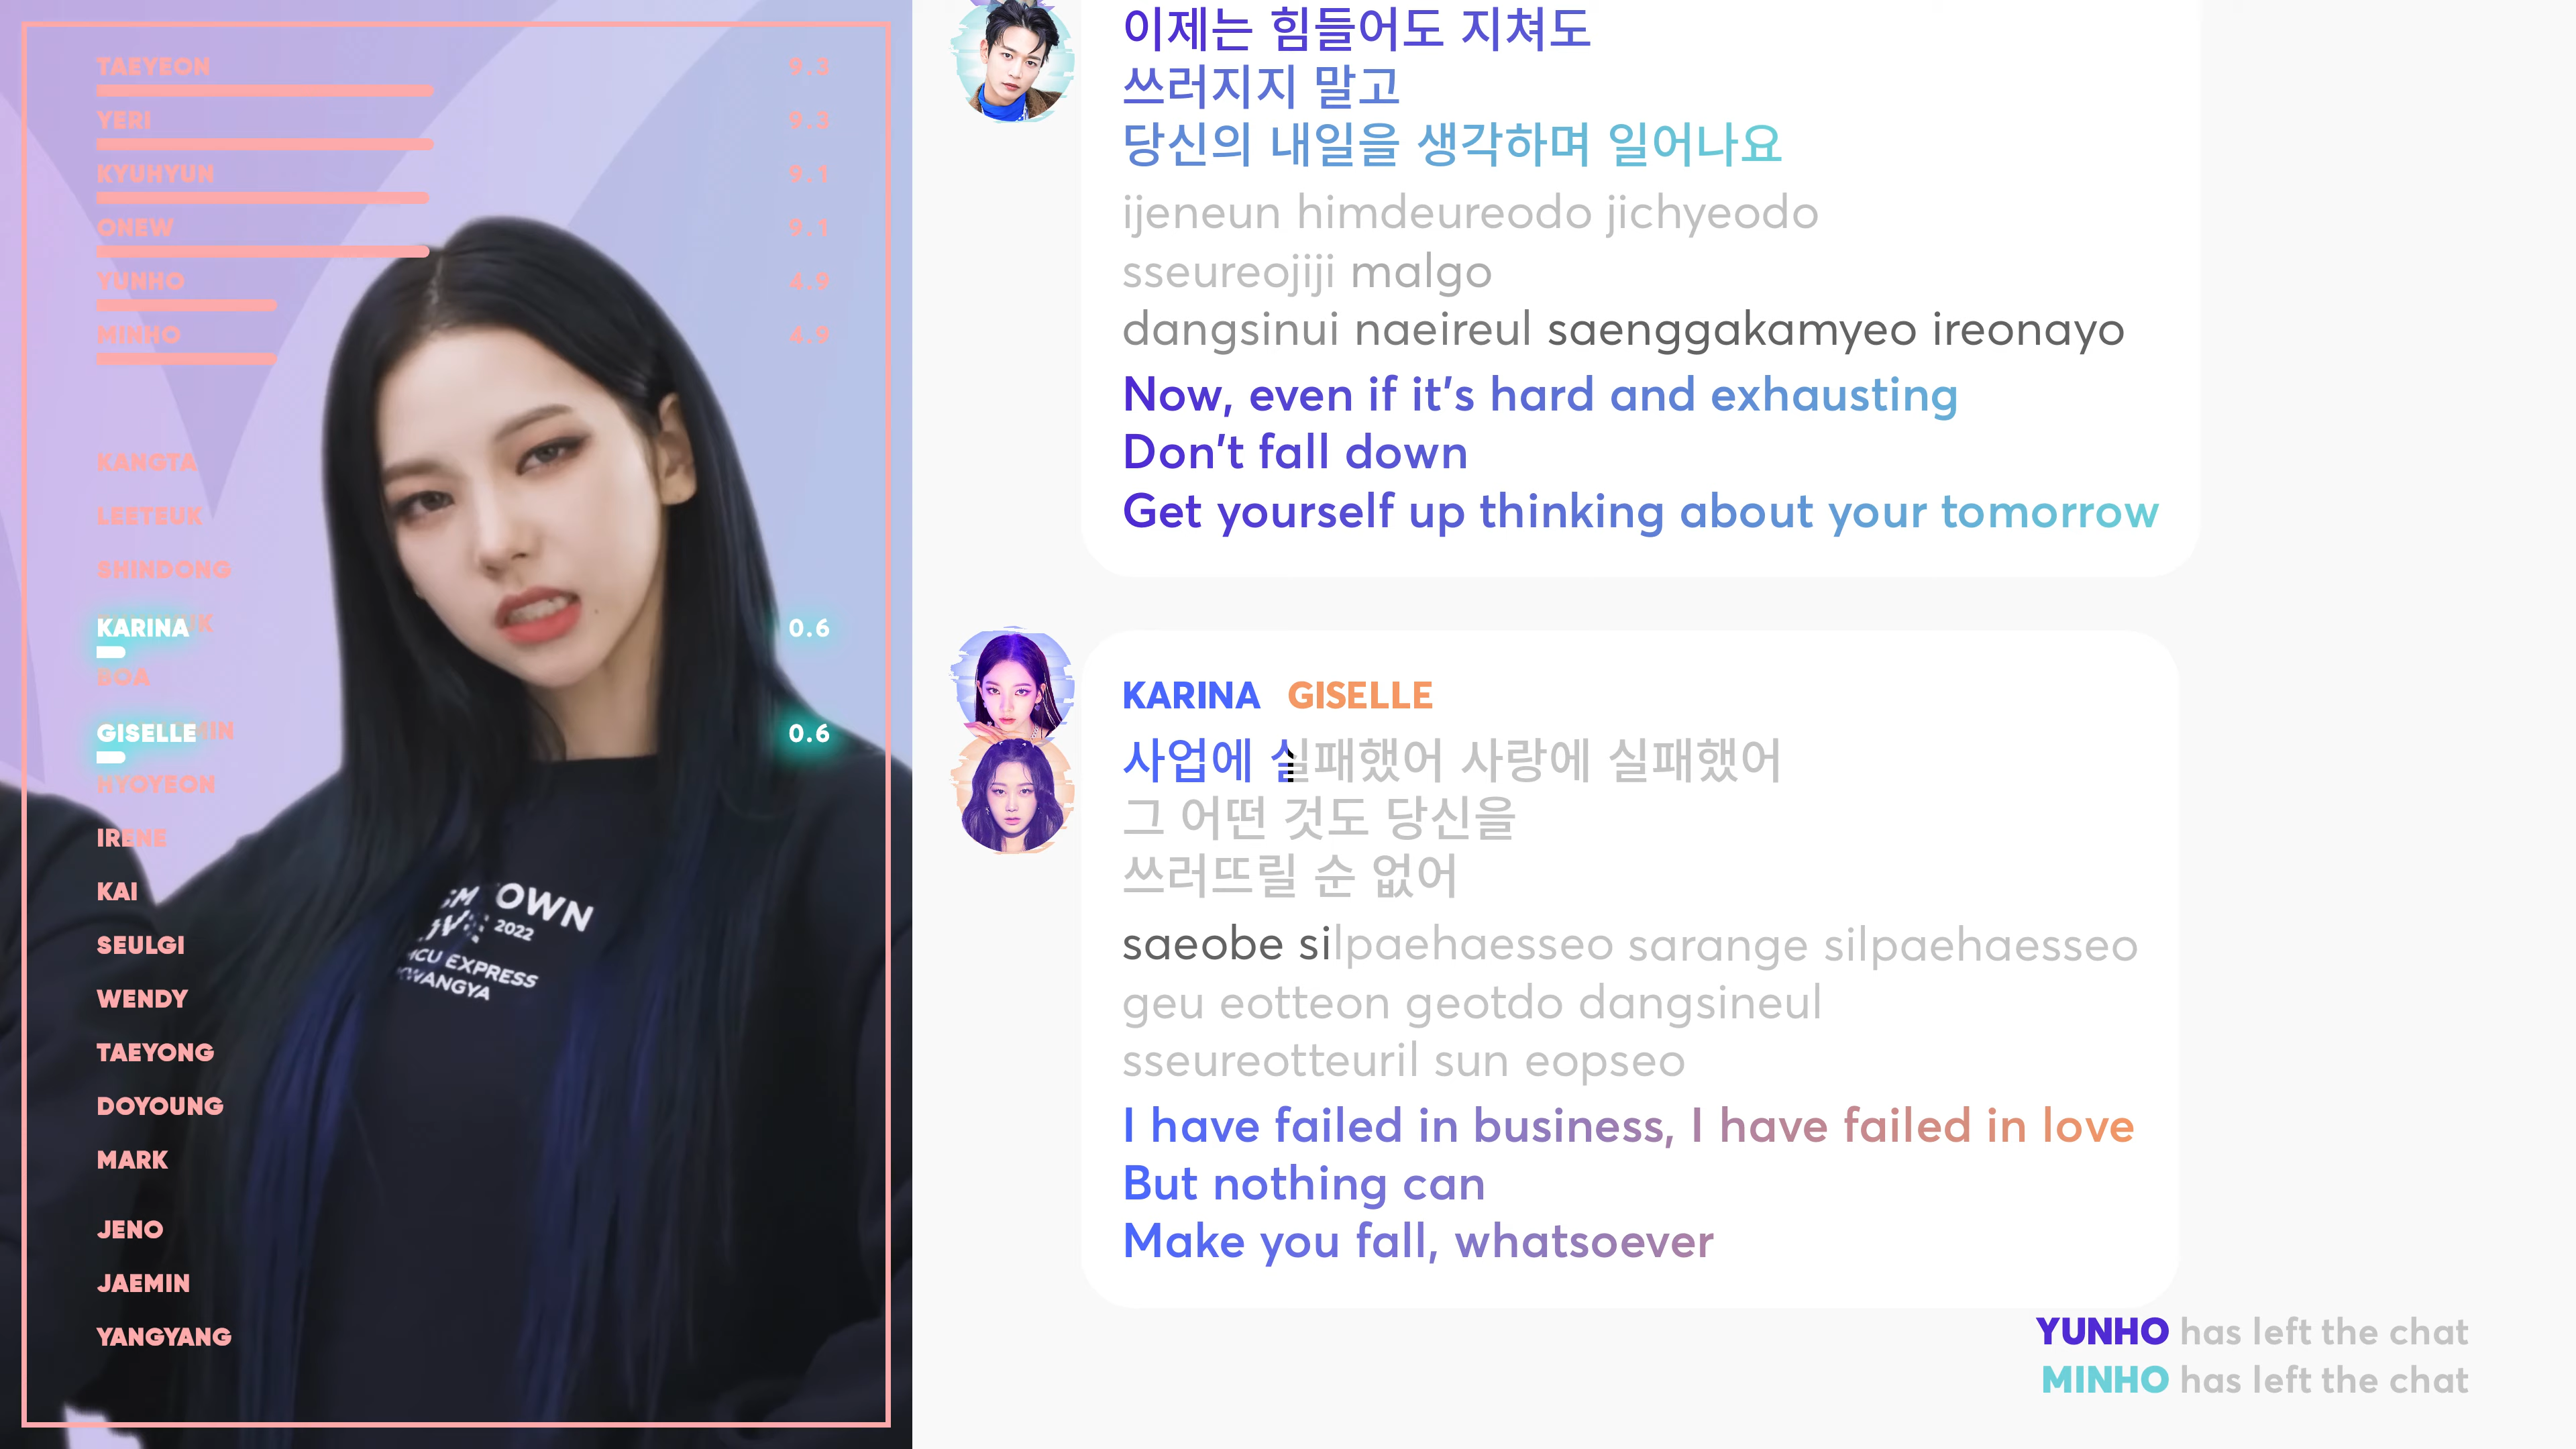 TAEYEON 9.3
YERI 9.3
KYUHYUN 9.1
ONEW 9.1
YUNHO 4.9
MINHO 4.9
KANGTA
LEETEUK
SHINDONG
KARINA 0.6
BOA
GISELLE 0.6
HYOYEON
IRENE
KAI
SEULGI
WENDY
TAEYONG
DOYOUNG
MARK
JENO
JAEMIN
YANGYANG
OWN
2022
CU EXPRESS
KWANGYA
이제는 힘들어도 지쳐도
쓰러지지 말고
당신의 내일을 생각하며 일어나요
ijeneun himdeureodo jichyeodo
sseureojiji malgo
dangsinui naeireul saenggakamyeo ireonayo
Now, even if it's hard and exhausting
Don't fall down
Get yourself up thinking about your tomorrow
KARINA GISELLE
사업에 실패했어 사랑에 실패했어
그 어떤 것도 당신을
쓰러뜨릴 순 없어
saeobe silpaehaesseo sarange silpaehaesseo
geu eotteon geotdo dangsineul
sseureotteuril sun eopseo
I have failed in business, I have failed in love
But nothing can
Make you fall, whatsoever
YUNHO has left the chat
MINHO has left the chat